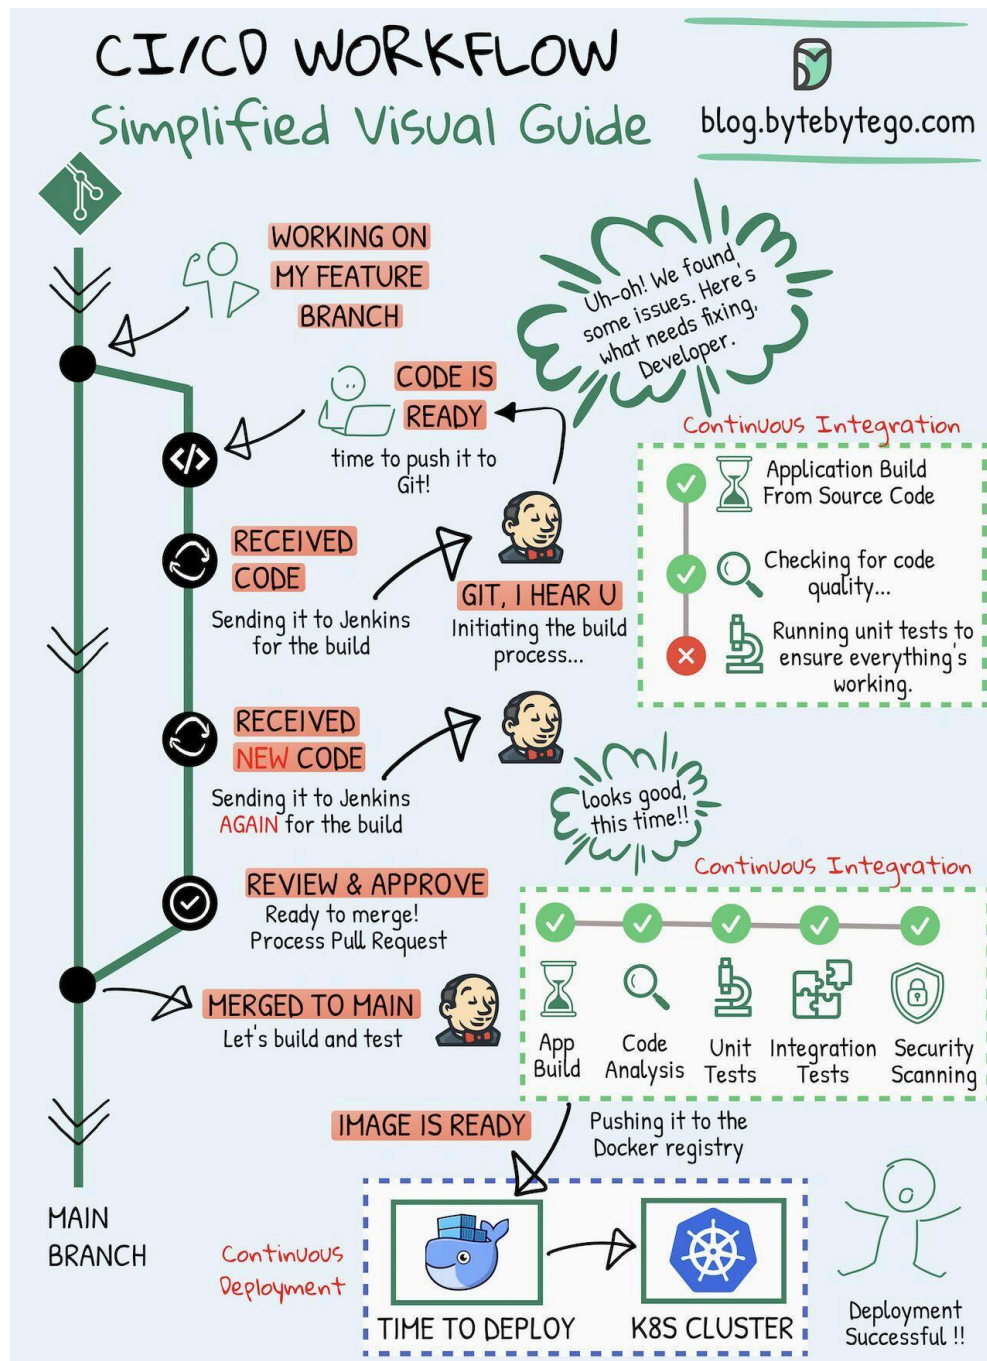 CI/CD WORKFLOW
Simplified Visual Guide
blog.bytebytego.com
WORKING ON
MY FEATURE
BRANCH
Uh-oh! We found
some issues. Here's
what needs fixing,
Developer.
CODE IS
READY
time to push it to
Git!
Continuous Integration
Application Build
From Source Code
Checking for code
quality...
Running unit tests to
ensure everything's
working.
RECEIVED
CODE
Sending it to Jenkins
for the build
GIT, I HEAR U
Initiating the build
process...
RECEIVED
NEW CODE
Sending it to Jenkins
AGAIN for the build
looks good,
this time!!
Continuous Integration
REVIEW & APPROVE
Ready to merge!
Process Pull Request
MERGED TO MAIN
Let's build and test
App
Build
Code
Analysis
Unit
Tests
Integration
Tests
Security
Scanning
IMAGE IS READY
Pushing it to the
Docker registry
MAIN
BRANCH
Continuous
Deployment
TIME TO DEPLOY
K8S CLUSTER
Deployment
Successful !!